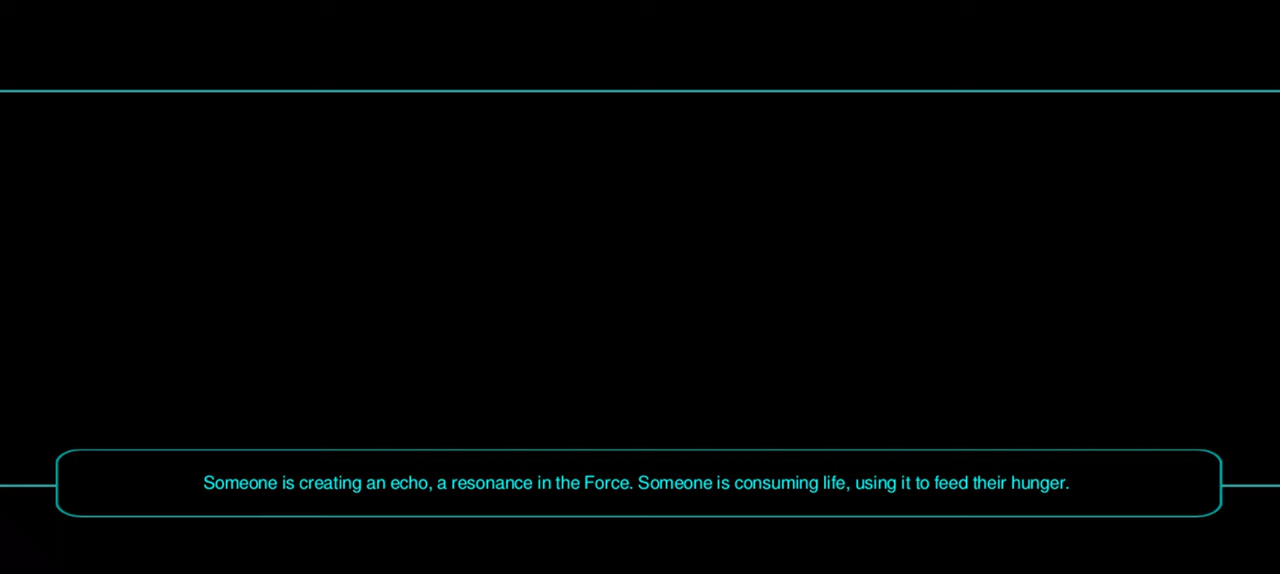 Someone is creating an echo, a resonance in the Force. Someone is consuming life, using it to feed their hunger.